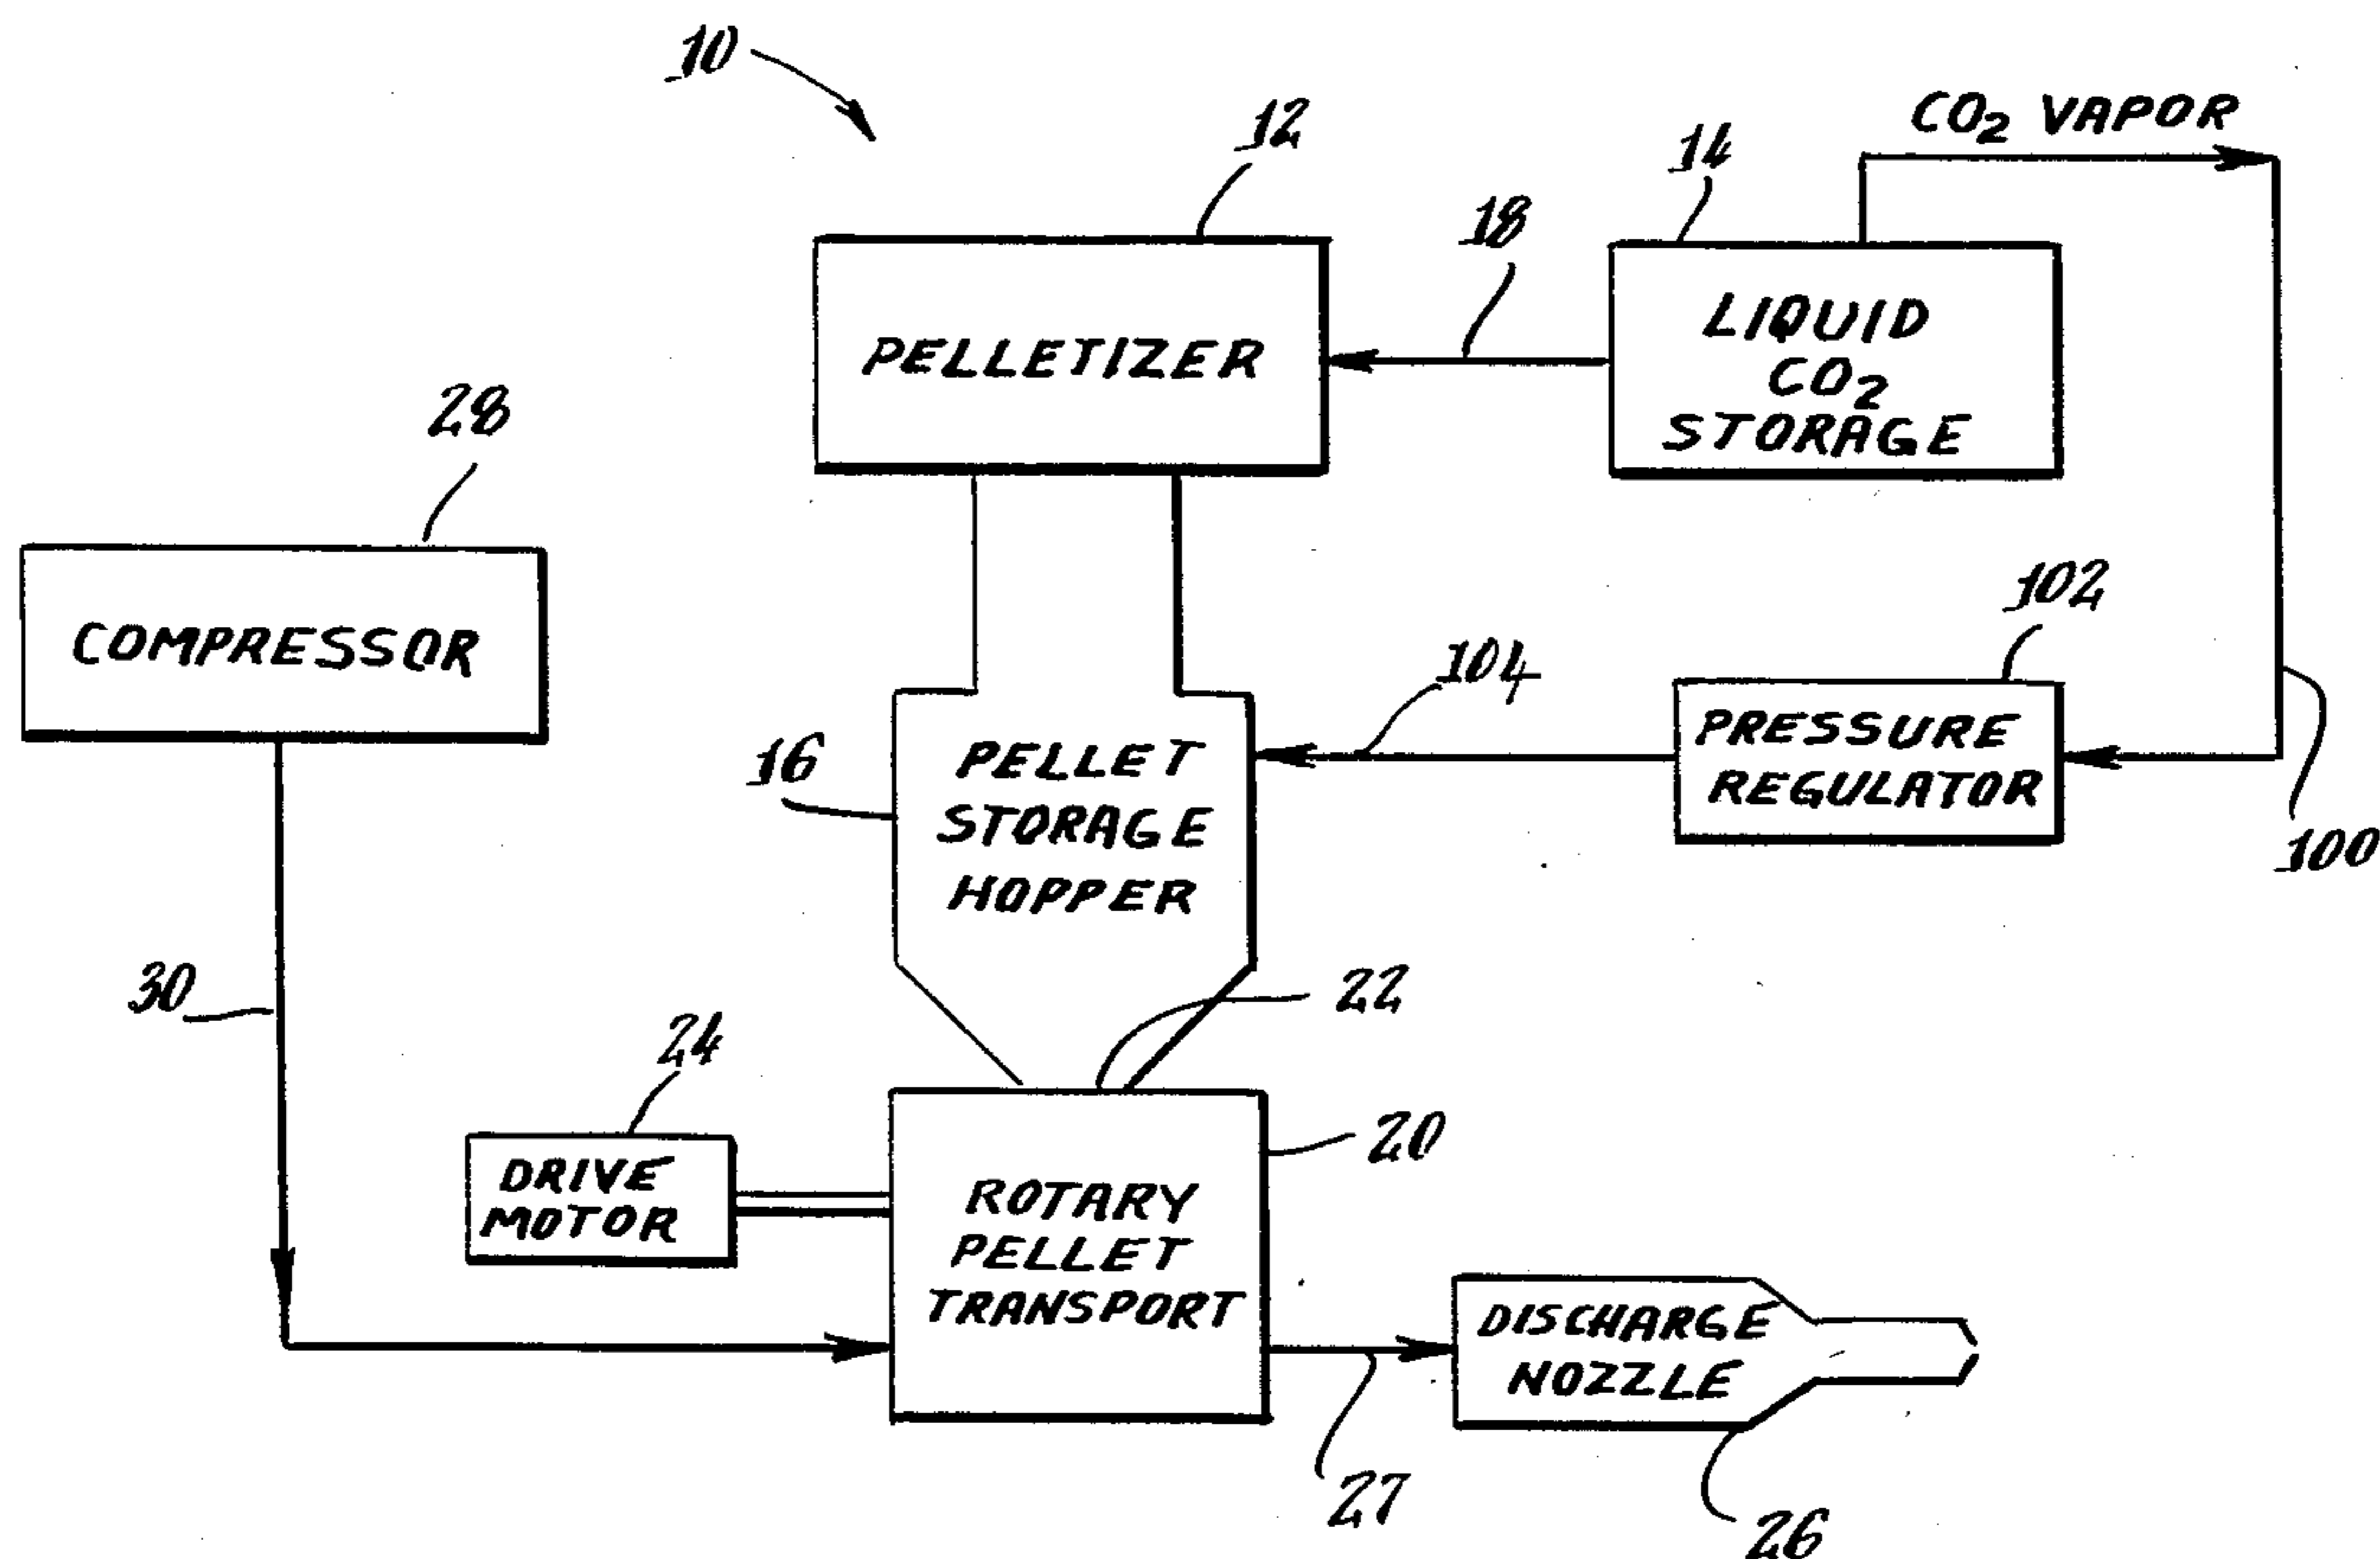 10
12
14
CO₂ VAPOR
18
PELLETIZER
LIQUID
CO₂
STORAGE
28
COMPRESSOR
102
104
PRESSURE
REGULATOR
100
16
PELLET
STORAGE
HOPPER
30
22
24
20
DRIVE
MOTOR
ROTARY
PELLET
TRANSPORT
DISCHARGE
NOZZLE
27
26